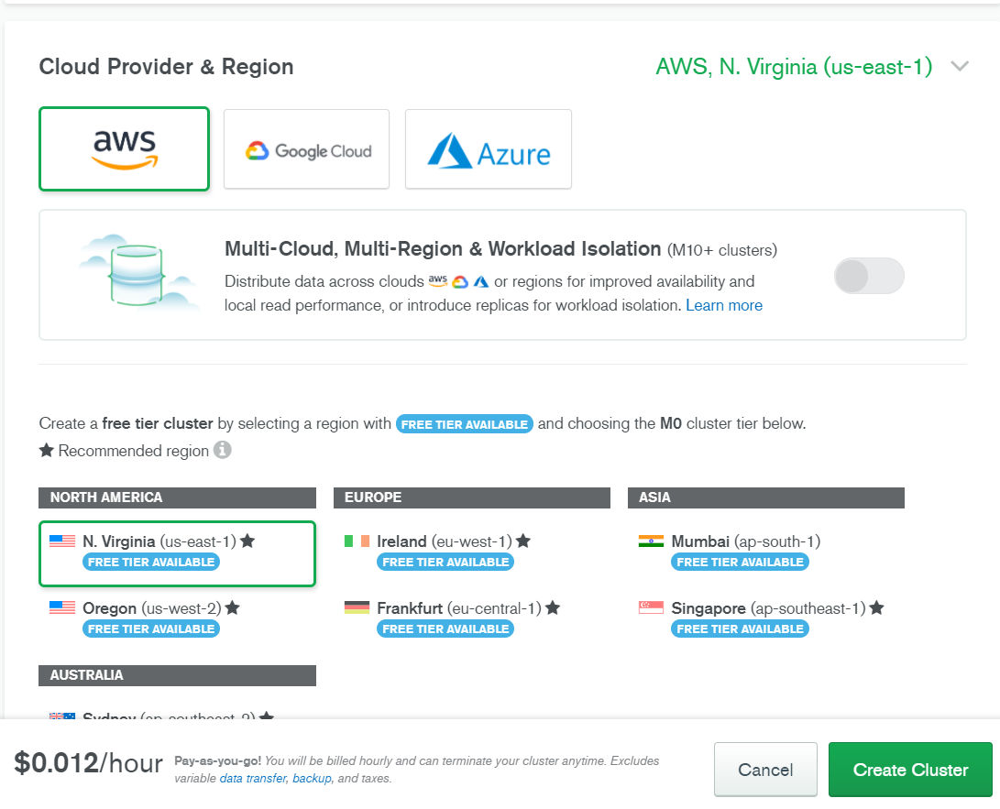 Cloud Provider & Region
AWS, N. Virginia (us-east-1)
aws
Google Cloud
Azure
Multi-Cloud, Multi-Region & Workload Isolation (M10+ clusters)
Distribute data across clouds aws or regions for improved availability and
local read performance, or introduce replicas for workload isolation. Learn more
Create a free tier cluster by selecting a region with FREE TIER AVAILABLE and choosing the M0 cluster tier below.
★ Recommended region i
NORTH AMERICA
N. Virginia (us-east-1) ★
FREE TIER AVAILABLE
Oregon (us-west-2) ★
FREE TIER AVAILABLE
EUROPE
Ireland (eu-west-1) ★
FREE TIER AVAILABLE
Frankfurt (eu-central-1) ★
FREE TIER AVAILABLE
ASIA
Mumbai (ap-south-1)
FREE TIER AVAILABLE
Singapore (ap-southeast-1) ★
FREE TIER AVAILABLE
AUSTRALIA
Sydney (ap-southeast-2) ★
$0.012/hour
Pay-as-you-go! You will be billed hourly and can terminate your cluster anytime. Excludes
variable data transfer, backup, and taxes.
Cancel
Create Cluster